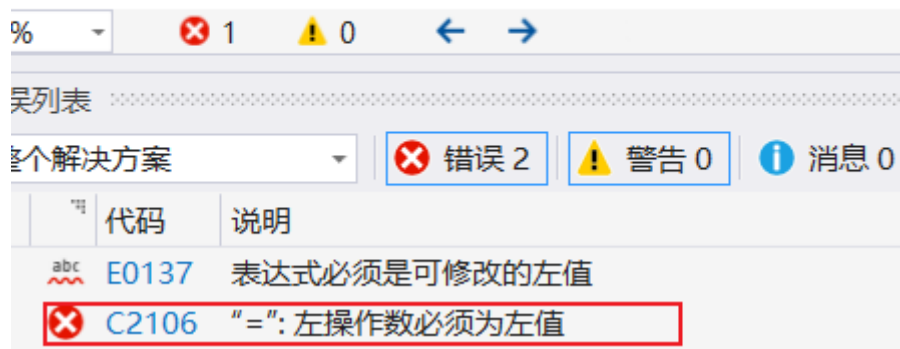 % 1 0
误列表
整个解决方案 错误 2 警告 0 消息 0
代码 说明
abc E0137 表达式必须是可修改的左值
C2106 "=": 左操作数必须为左值